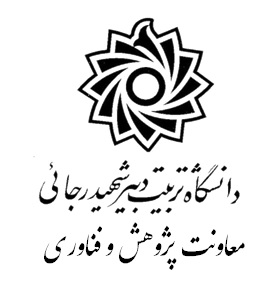 دانشگاه تربیت دبیر شهید رجائی
معاونت پژوهش و فناوری